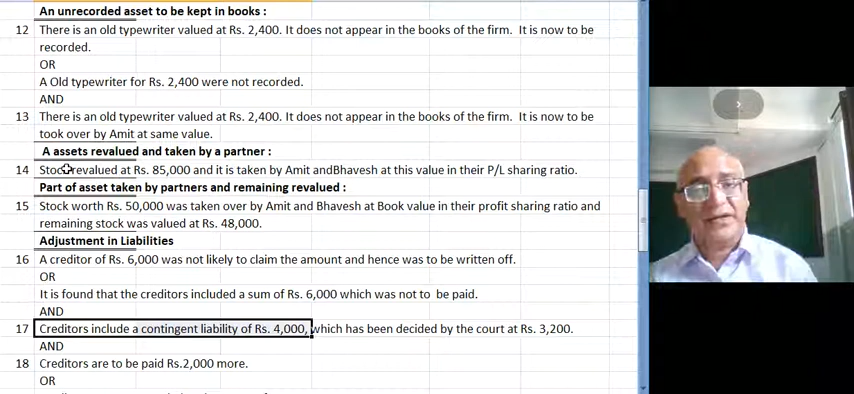 An unrecorded asset to be kept in books :
12 There is an old typewriter valued at Rs. 2,400. It does not appear in the books of the firm. It is now to be
recorded.
OR
A Old typewriter for Rs. 2,400 were not recorded.
AND
13 There is an old typewriter valued at Rs. 2,400. It does not appear in the books of the firm. It is now to be
took over by Amit at same value.
A assets revalued and taken by a partner :
14 Stock revalued at Rs. 85,000 and it is taken by Amit andBhavesh at this value in their P/L sharing ratio.
Part of asset taken by partners and remaining revalued :
15 Stock worth Rs. 50,000 was taken over by Amit and Bhavesh at Book value in their profit sharing ratio and
remaining stock was valued at Rs. 48,000.
Adjustment in Liabilities
16 A creditor of Rs. 6,000 was not likely to claim the amount and hence was to be written off.
OR
It is found that the creditors included a sum of Rs. 6,000 which was not to be paid.
AND
17 Creditors include a contingent liability of Rs. 4,000, which has been decided by the court at Rs. 3,200.
AND
18 Creditors are to be paid Rs.2,000 more.
OR